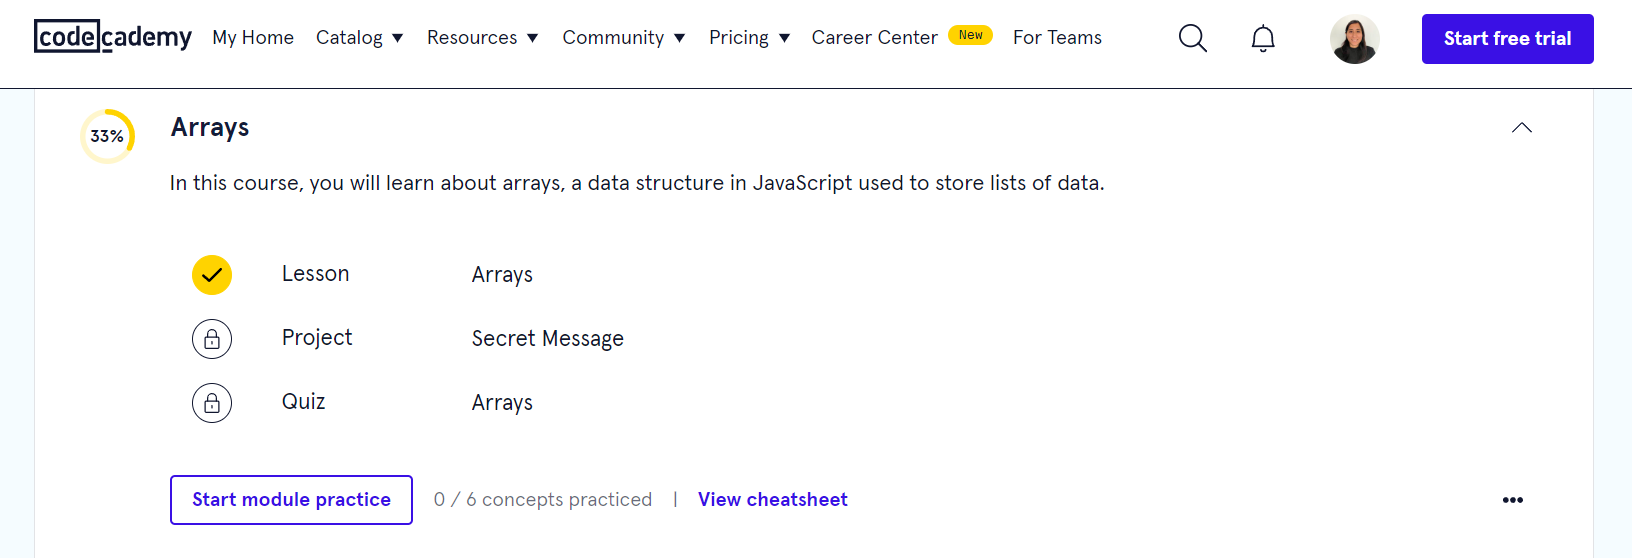 codecademy My Home Catalog Resources Community Pricing Career Center New For Teams Start free trial
33% Arrays
In this course, you will learn about arrays, a data structure in JavaScript used to store lists of data.
Lesson Arrays
Project Secret Message
Quiz Arrays
Start module practice 0 / 6 concepts practiced | View cheatsheet